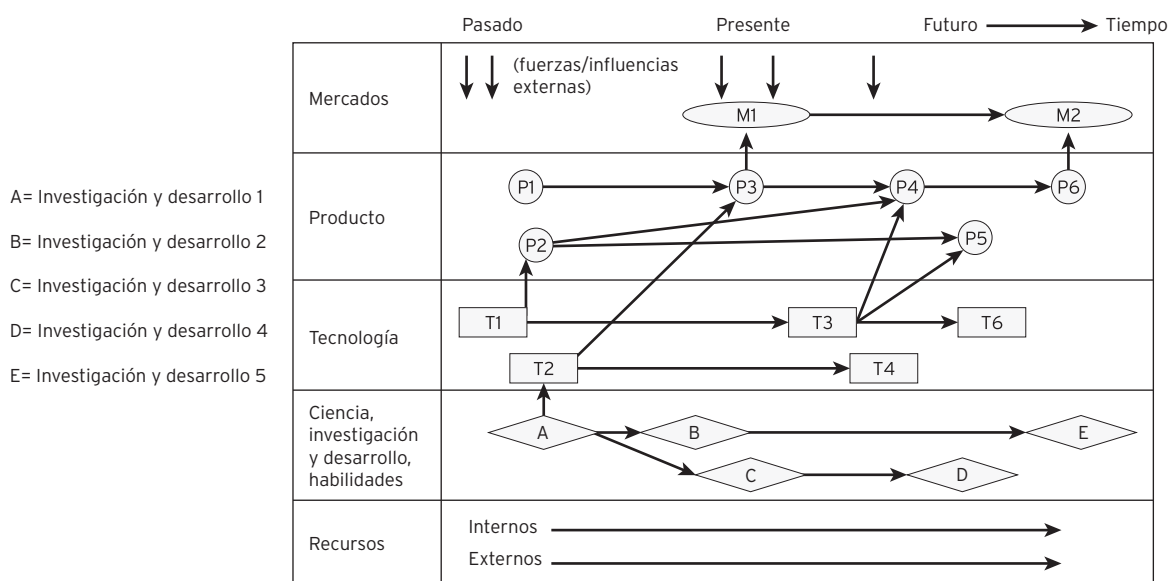 Pasado
Presente
Futuro
Tiempo
Mercados
(fuerzas/influencias
externas)
M1
M2
A= Investigación y desarrollo 1
B= Investigación y desarrollo 2
C= Investigación y desarrollo 3
D= Investigación y desarrollo 4
E= Investigación y desarrollo 5
Producto
P1
P3
P4
P6
P2
P5
Tecnología
T1
T3
T6
T2
T4
Ciencia,
investigación
y desarrollo,
habilidades
A
B
E
C
D
Recursos
Internos
Externos